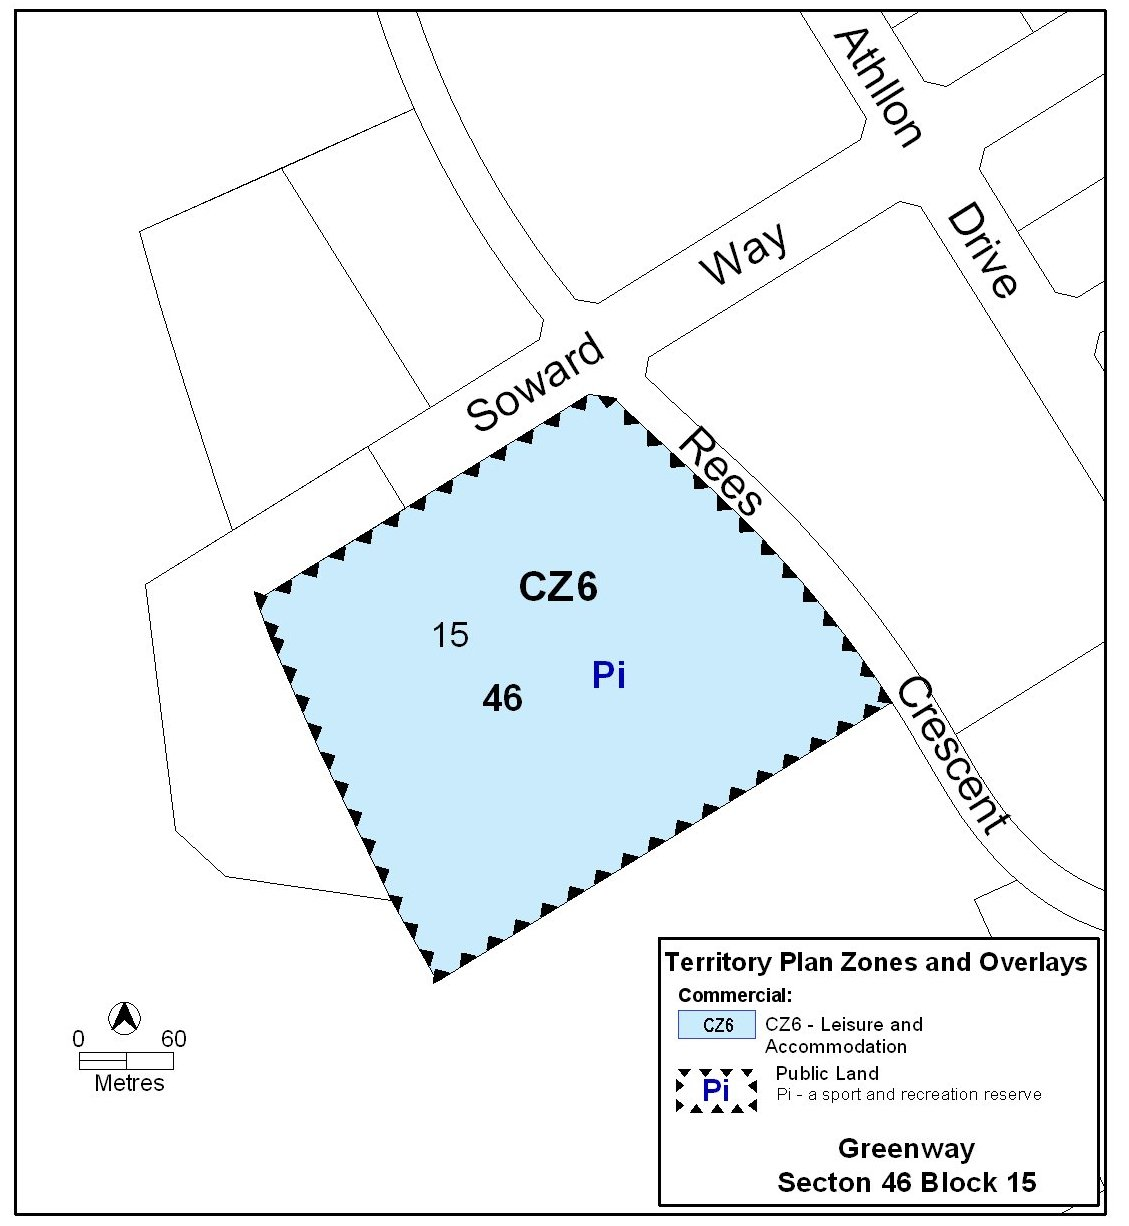 Athllon
Drive
Way
Soward
Rees
Crescent
CZ6
15
Pi
46
0 60
Metres
Territory Plan Zones and Overlays
Commercial:
CZ6
CZ6 - Leisure and
Accommodation
Pi
Public Land
Pi - a sport and recreation reserve
Greenway
Secton 46 Block 15